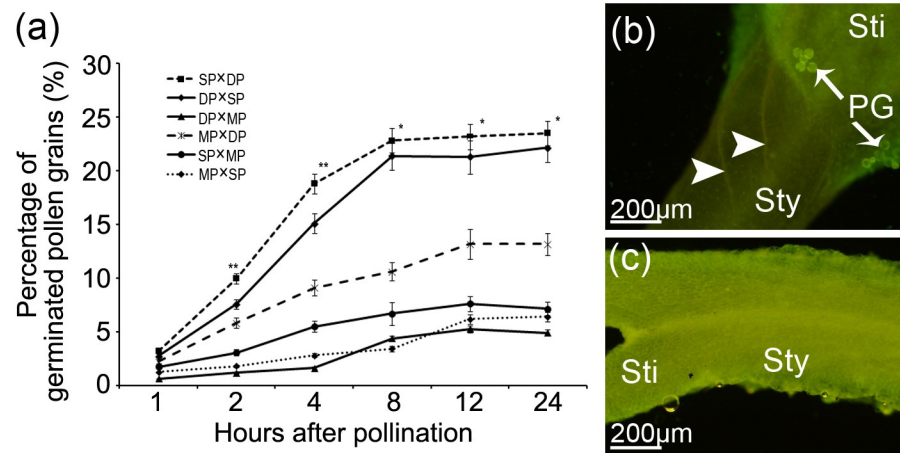 (a)
Percentage of
germinated pollen grains (%)
30
25
20
15
10
5
0
SP×DP
DP×SP
DP×MP
MP×DP
SP×MP
MP×SP
**
**
*
*
*
1 2 4 8 12 24
Hours after pollination
(b)
Sti
PG
Sty
200µm
(c)
Sti
Sty
200µm